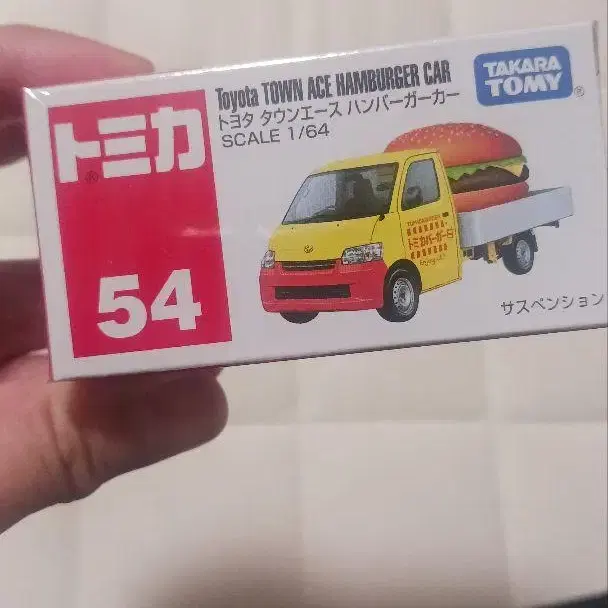 トミカ
54
Toyota TOWN ACE HAMBURGER CAR
トヨタ タウンエース ハンバーガーカー
SCALE 1/64
TAKARA
TOMY
®
トミカバーガー
サスペンション